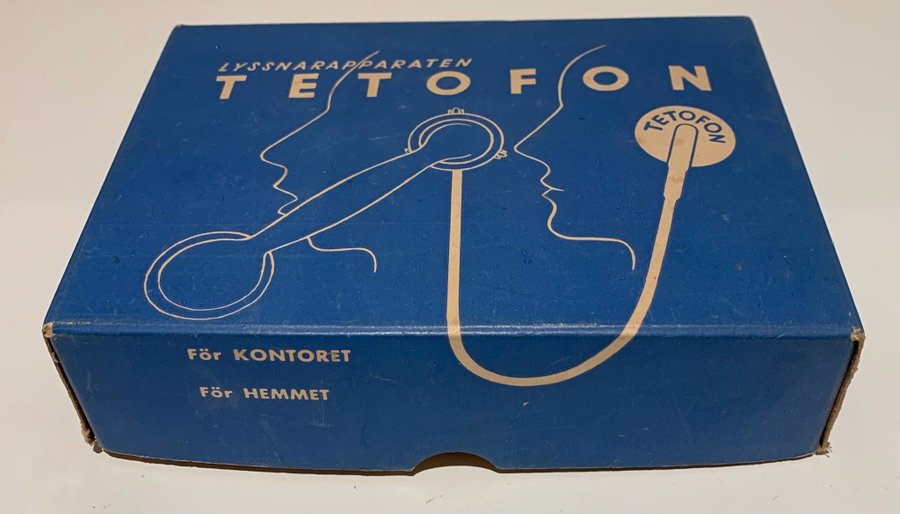 LYSSNARAPPARATEN
TETOFON
TETOFON
För KONTORET
För HEMMET